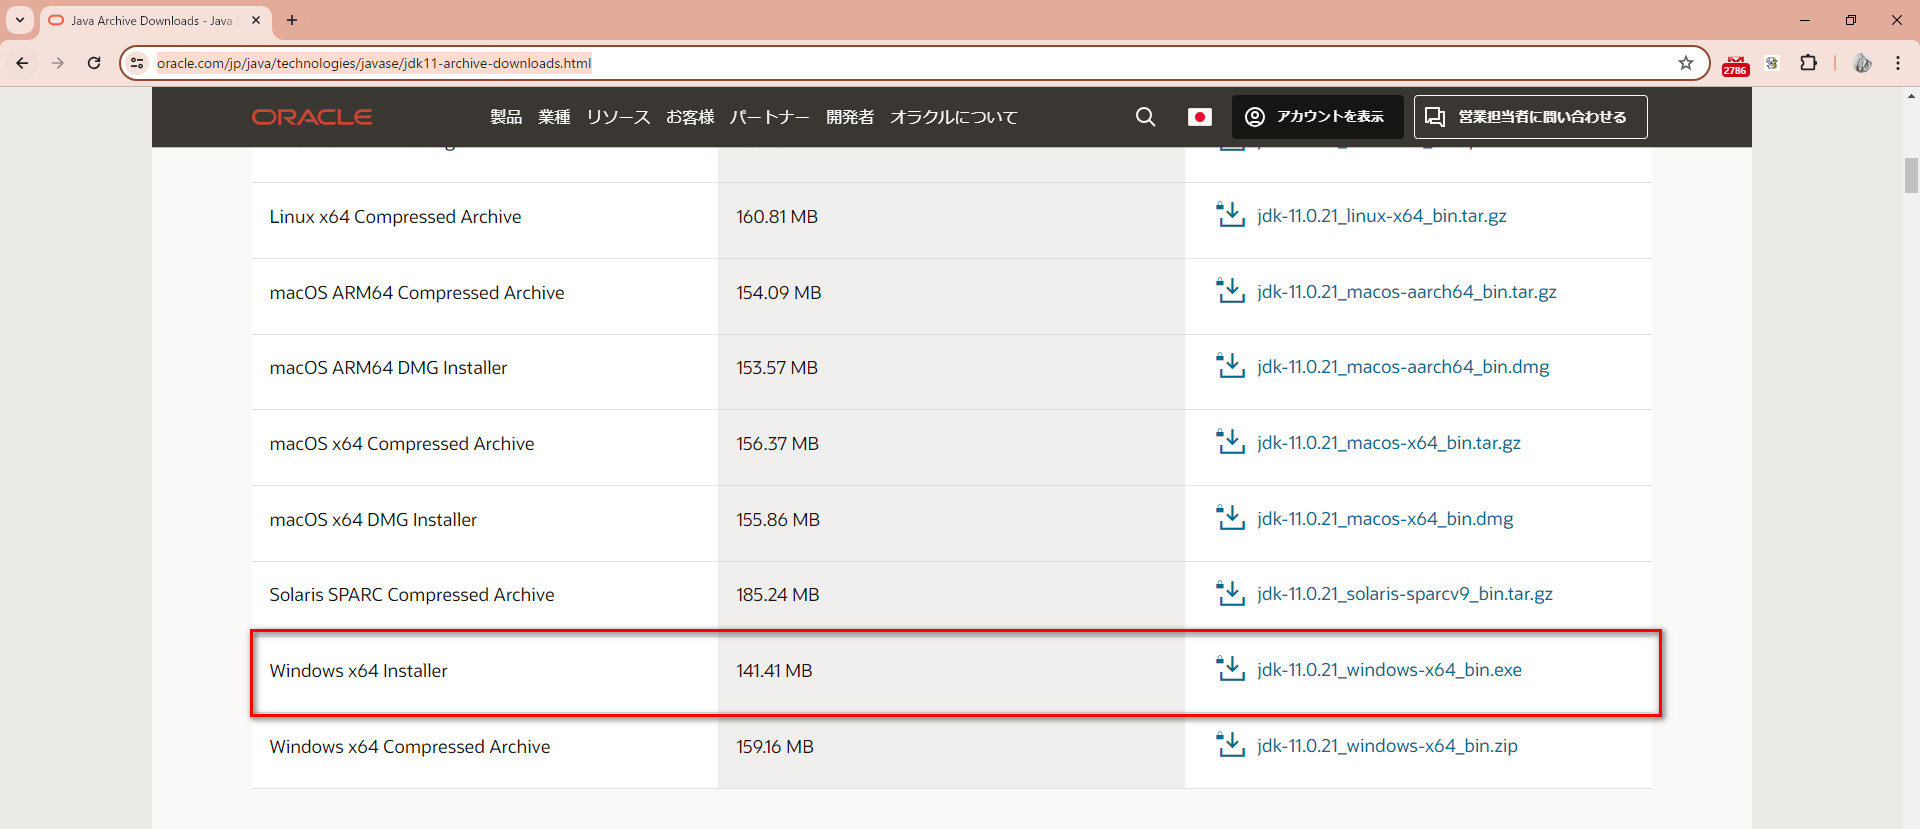 Java Archive Downloads - Java
oracle.com/jp/java/technologies/javase/jdk11-archive-downloads.html
2786
ORACLE 製品 業種 リソース お客様 パートナー 開発者 オラクルについて アカウントを表示 営業担当者に問い合わせる
Linux x64 Compressed Archive 160.81 MB jdk-11.0.21_linux-x64_bin.tar.gz
macOS ARM64 Compressed Archive 154.09 MB jdk-11.0.21_macos-aarch64_bin.tar.gz
macOS ARM64 DMG Installer 153.57 MB jdk-11.0.21_macos-aarch64_bin.dmg
macOS x64 Compressed Archive 156.37 MB jdk-11.0.21_macos-x64_bin.tar.gz
macOS x64 DMG Installer 155.86 MB jdk-11.0.21_macos-x64_bin.dmg
Solaris SPARC Compressed Archive 185.24 MB jdk-11.0.21_solaris-sparcv9_bin.tar.gz
Windows x64 Installer 141.41 MB jdk-11.0.21_windows-x64_bin.exe
Windows x64 Compressed Archive 159.16 MB jdk-11.0.21_windows-x64_bin.zip